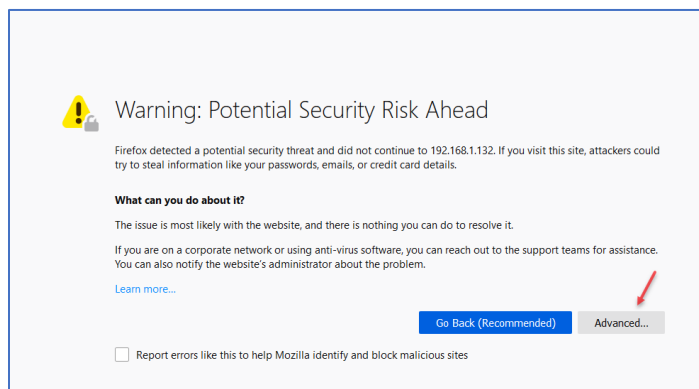 Warning: Potential Security Risk Ahead
Firefox detected a potential security threat and did not continue to 192.168.1.132. If you visit this site, attackers could
try to steal information like your passwords, emails, or credit card details.
What can you do about it?
The issue is most likely with the website, and there is nothing you can do to resolve it.
If you are on a corporate network or using anti-virus software, you can reach out to the support teams for assistance.
You can also notify the website's administrator about the problem.
Learn more...
Go Back (Recommended) Advanced...
Report errors like this to help Mozilla identify and block malicious sites